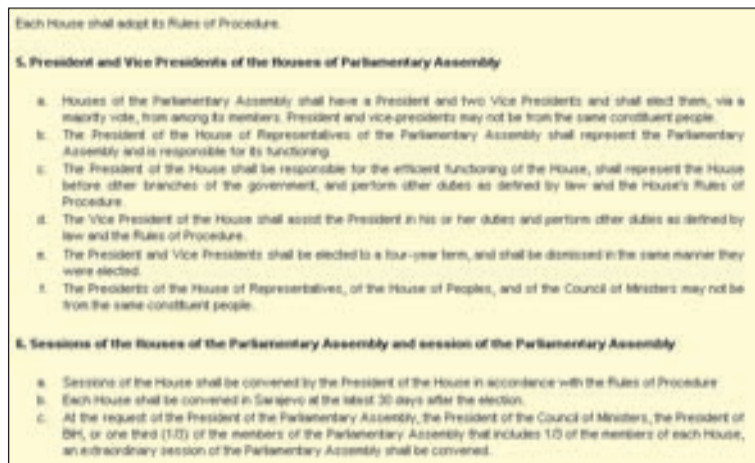 Each House shall adopt its Rules of Procedure.
5. President and Vice Presidents of the Houses of Parliamentary Assembly
a. Houses of the Parliamentary Assembly shall have a President and two Vice Presidents and shall elect them, via a
majority vote, from among its members. President and vice-presidents may not be from the same constituent people.
b. The President of the House of Representatives of the Parliamentary Assembly shall represent the Parliamentary
Assembly and is responsible for its functioning.
c. The President of the House shall be responsible for the efficient functioning of the House, shall represent the House
before other branches of the government, and perform other duties as defined by law and the House's Rules of
Procedure.
d. The Vice President of the House shall assist the President in his or her duties and perform other duties as defined by
law and the Rules of Procedure.
e. The President and Vice Presidents shall be elected to a four-year term, and shall be dismissed in the same manner they
were elected.
f. The Presidents of the House of Representatives, of the House of Peoples, and of the Council of Ministers may not be
from the same constituent people.
6. Sessions of the Houses of the Parliamentary Assembly and session of the Parliamentary Assembly
a. Sessions of the House shall be convened by the President of the House in accordance with the Rules of Procedure
b. Each House shall be convened in Sarajevo at the latest 30 days after the election.
c. At the request of the President of the Parliamentary Assembly, the President of the Council of Ministers, the President of
BiH, or one third (1/3) of the members of the Parliamentary Assembly that includes 1/3 of the members of each House,
an extraordinary session of the Parliamentary Assembly shall be convened.